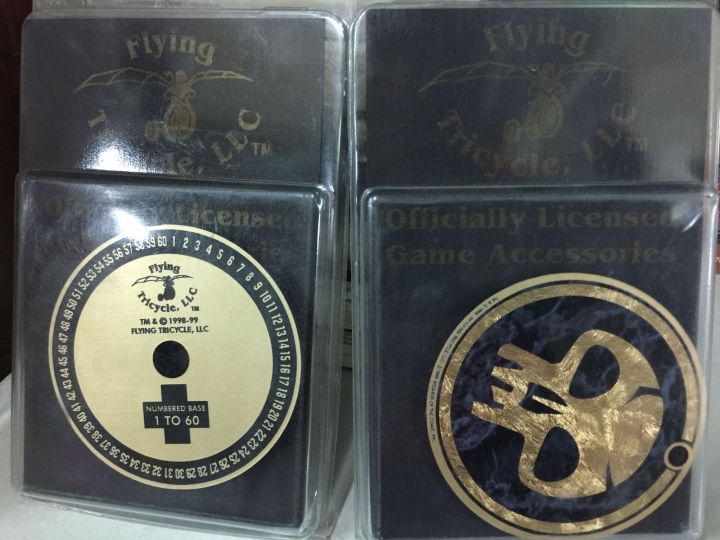 Flying
Tricycle, LLC TM
Officially Licensed
Flying
Tricycle, LLC TM
TM & © 1998-99
FLYING TRICYCLE, LLC
NUMBERED BASE
1 TO 60
1 2 3 4 5 6 7 8 9 10 11 12 13 14 15 16 17 18 19 20 21 22 23 24 25 26 27 28 29 30 31 32 33 34 35 36 37 38 39 40 41 42 43 44 45 46 47 48 49 50 51 52 53 54 55 56 57 58 59 60
Flying
Tricycle, LLC TM
Officially Licensed
Game Accessories